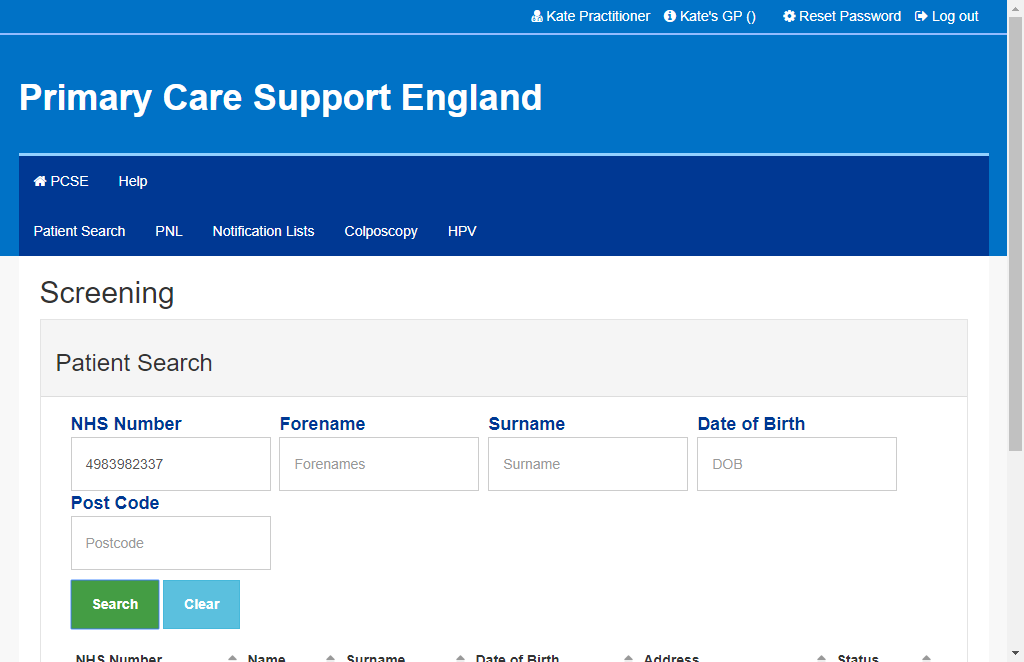 Kate Practitioner Kate's GP () Reset Password Log out
Primary Care Support England
PCSE Help
Patient Search PNL Notification Lists Colposcopy HPV
Screening
Patient Search
NHS Number Forename Surname Date of Birth
4983982337 Forenames Surname DOB
Post Code
Postcode
Search Clear
NHS Number Name Surname Date of Birth Address Status